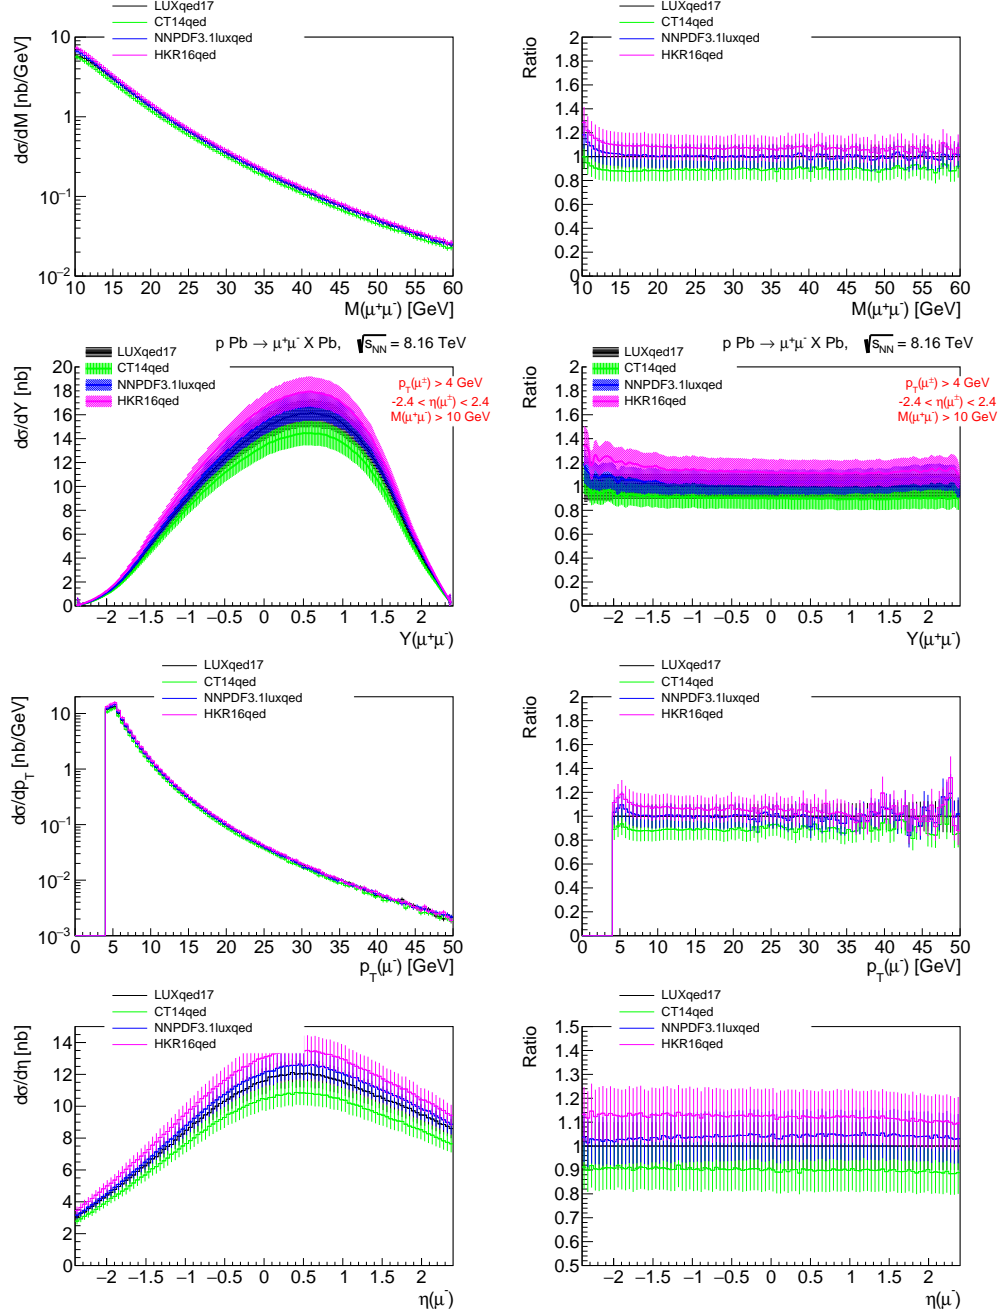 LUXqed17
CT14qed
NNPDF3.1luxqed
HKR16qed
dσ/dM [nb/GeV]
10
1
10⁻¹
10⁻²
10 15 20 25 30 35 40 45 50 55 60
M(μ⁺μ⁻) [GeV]
LUXqed17
CT14qed
NNPDF3.1luxqed
HKR16qed
Ratio
2
1.8
1.6
1.4
1.2
1
0.8
0.6
0.4
0.2
0
10 15 20 25 30 35 40 45 50 55 60
M(μ⁺μ⁻) [GeV]
p Pb → μ⁺μ⁻ X Pb, √s_NN = 8.16 TeV
LUXqed17
CT14qed
NNPDF3.1luxqed
HKR16qed
p_T(μ^±) > 4 GeV
-2.4 < η(μ^±) < 2.4
M(μ⁺μ⁻) > 10 GeV
dσ/dY [nb]
20
18
16
14
12
10
8
6
4
2
0
−2 −1.5 −1 −0.5 0 0.5 1 1.5 2
Y(μ⁺μ⁻)
p Pb → μ⁺μ⁻ X Pb, √s_NN = 8.16 TeV
LUXqed17
CT14qed
NNPDF3.1luxqed
HKR16qed
p_T(μ^±) > 4 GeV
-2.4 < η(μ^±) < 2.4
M(μ⁺μ⁻) > 10 GeV
Ratio
2
1.8
1.6
1.4
1.2
1
0.8
0.6
0.4
0.2
0
−2 −1.5 −1 −0.5 0 0.5 1 1.5 2
Y(μ⁺μ⁻)
LUXqed17
CT14qed
NNPDF3.1luxqed
HKR16qed
dσ/dp_T [nb/GeV]
10
1
10⁻¹
10⁻²
10⁻³
0 5 10 15 20 25 30 35 40 45 50
p_T(μ⁻) [GeV]
LUXqed17
CT14qed
NNPDF3.1luxqed
HKR16qed
Ratio
2
1.8
1.6
1.4
1.2
1
0.8
0.6
0.4
0.2
0
0 5 10 15 20 25 30 35 40 45 50
p_T(μ⁻) [GeV]
LUXqed17
CT14qed
NNPDF3.1luxqed
HKR16qed
dσ/dη [nb]
14
12
10
8
6
4
2
0
−2 −1.5 −1 −0.5 0 0.5 1 1.5 2
η(μ⁻)
LUXqed17
CT14qed
NNPDF3.1luxqed
HKR16qed
Ratio
1.5
1.4
1.3
1.2
1.1
1
0.9
0.8
0.7
0.6
0.5
−2 −1.5 −1 −0.5 0 0.5 1 1.5 2
η(μ⁻)